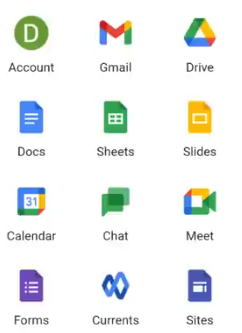 D
Account Gmail Drive
Docs Sheets Slides
31
Calendar Chat Meet
Forms Currents Sites